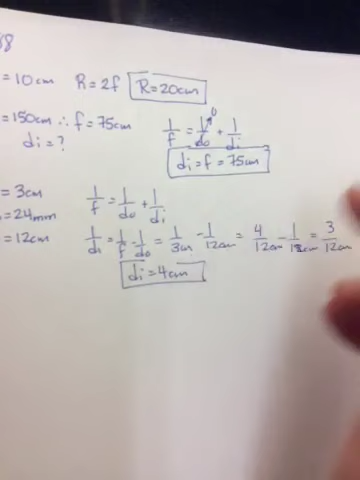 88
= 10cm R = 2f R = 20cm
= 150cm ∴ f = 75cm 1/f = 1/do + 1/di
0
di = ?
di = f = 75cm
= 3cm 1/f = 1/do + 1/di
= 24mm
= 12cm 1/di = 1/f - 1/do = 1/3cm - 1/12cm = 4/12cm - 1/12cm = 3/12cm
di = 4cm